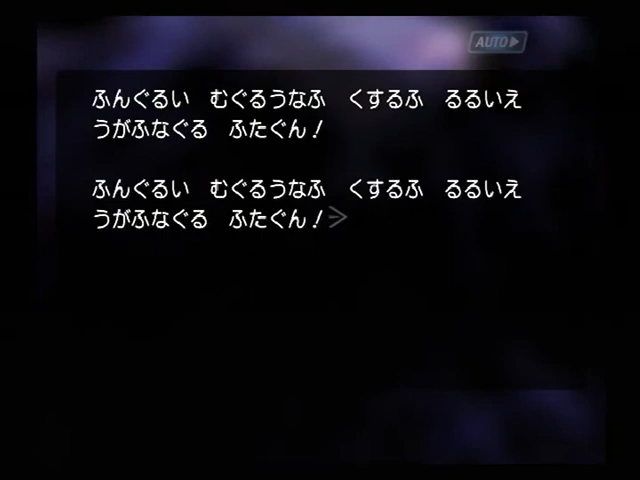 AUTO
ふんぐるい　むぐるうなふ　くするふ　るるいえ
うがふなぐる　ふたぐん！
ふんぐるい　むぐるうなふ　くするふ　るるいえ
うがふなぐる　ふたぐん！